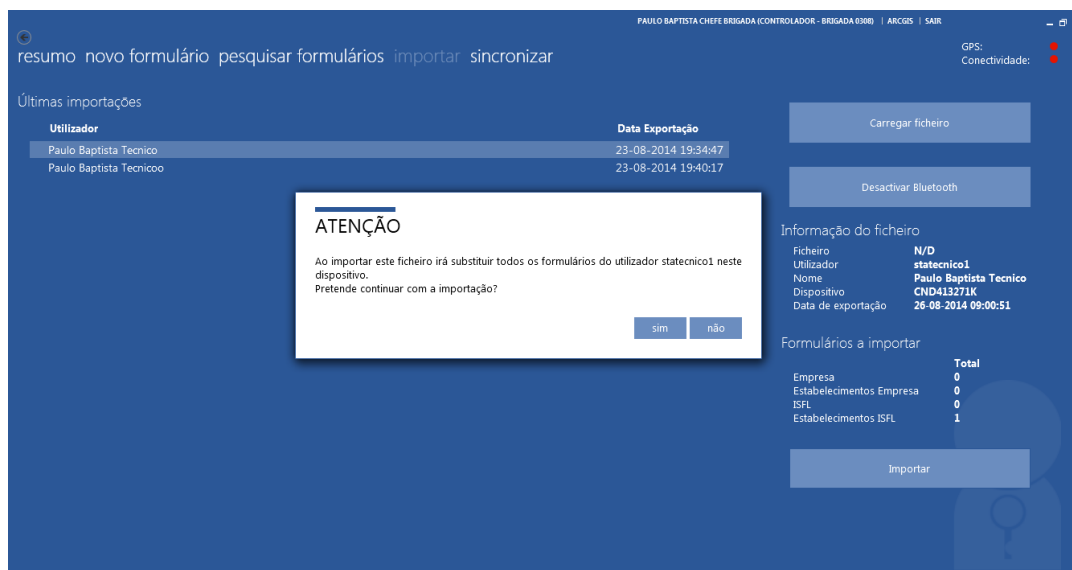 PAULO BAPTISTA CHEFE BRIGADA (CONTROLADOR - BRIGADA 0308) | ARCGIS | SAIR
resumo novo formulário pesquisar formulários importar sincronizar
GPS:
Conectividade:
Últimas importações
Utilizador Data Exportação
Paulo Baptista Tecnico 23-08-2014 19:34:47
Paulo Baptista Tecnicoo 23-08-2014 19:40:17
ATENÇÃO
Ao importar este ficheiro irá substituir todos os formulários do utilizador statecnico1 neste
dispositivo.
Pretende continuar com a importação?
sim não
Carregar ficheiro
Desactivar Bluetooth
Informação do ficheiro
Ficheiro N/D
Utilizador statecnico1
Nome Paulo Baptista Tecnico
Dispositivo CND413271K
Data de exportação 26-08-2014 09:00:51
Formulários a importar
Total
Empresa 0
Estabelecimentos Empresa 0
ISFL 0
Estabelecimentos ISFL 1
Importar